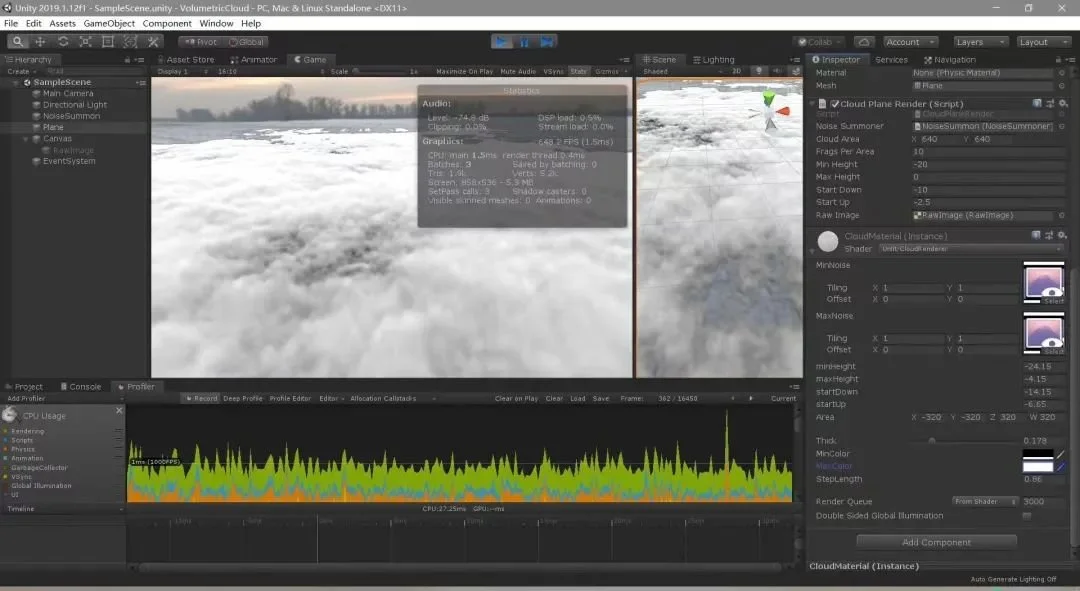 Unity 2019.1.12f1 - SampleScene.unity - VolumetricCloud - PC, Mac & Linux Standalone <DX11>
File Edit Assets GameObject Component Window Help
Pivot Global Collab Account Layers Layout
Hierarchy
Create
SampleScene
Main Camera
Directional Light
NoiseSummon
Plane
Canvas
RawImage
EventSystem
Asset Store Animator Game
Display 1 16:10 Scale 1x Maximize On Play Mute Audio VSync Stats Gizmos
Statistics
Audio:
Level: -74.8 dB DSP load: 0.5%
Clipping: 0.0% Stream load: 0.0%
Graphics: 648.2 FPS (1.5ms)
CPU: main 1.5ms render thread 0.4ms
Batches: 3 Saved by batching: 0
Tris: 1.9k Verts: 5.2k
Screen: 858x536 - 5.3 MB
SetPass calls: 3 Shadow casters: 0
Visible skinned meshes: 0 Animations: 0
Scene Lighting
Shaded 2D
Inspector Services Navigation
Material None (Physic Material)
Mesh Plane
Cloud Plane Render (Script)
Script CloudPlaneRender
Noise Summoner NoiseSummon (NoiseSummoner)
Cloud Area X 640 Y 640
Frags Per Area 10
Min Height -20
Max Height 0
Start Down -10
Start Up -2.5
Raw Image RawImage (RawImage)
CloudMaterial (Instance)
Shader Unlit/CloudRenderer
MinNoise
Tiling X 1 Y 1
Offset X 0 Y 0
Select
MaxNoise
Tiling X 1 Y 1
Offset X 0 Y 0
Select
minHeight -24.15
maxHeight -4.15
startDown -14.15
startUp -6.65
Area X -320 Y -320 Z 320 W 320
Thick 0.178
MinColor
MaxColor
StepLength 0.86
Render Queue From Shader 3000
Double Sided Global Illumination
Add Component
CloudMaterial (Instance)
Auto Generate Lighting Off
Project Console Profiler
Add Profiler Record Deep Profile Profile Editor Editor Allocation Callstacks Clear on Play Clear Load Save Frame: 362 / 16450 Current
CPU Usage
Rendering
Scripts
Physics
Animation
GarbageCollector
VSync
Global Illumination
UI
1ms (1000FPS)
Timeline CPU:27.25ms GPU:--ms